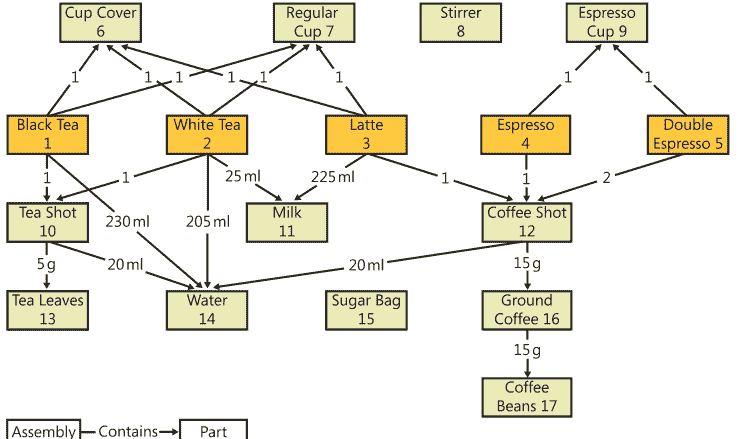 Cup Cover
6
Regular
Cup 7
Stirrer
8
Espresso
Cup 9
1
1
1
1
1
1
1
1
Black Tea
1
White Tea
2
Latte
3
Espresso
4
Double
Espresso 5
1
1
25 ml
225 ml
1
1
2
Tea Shot
10
230 ml
205 ml
Milk
11
Coffee Shot
12
5 g
20 ml
20 ml
15 g
Tea Leaves
13
Water
14
Sugar Bag
15
Ground
Coffee 16
15 g
Coffee
Beans 17
Assembly
Contains
Part